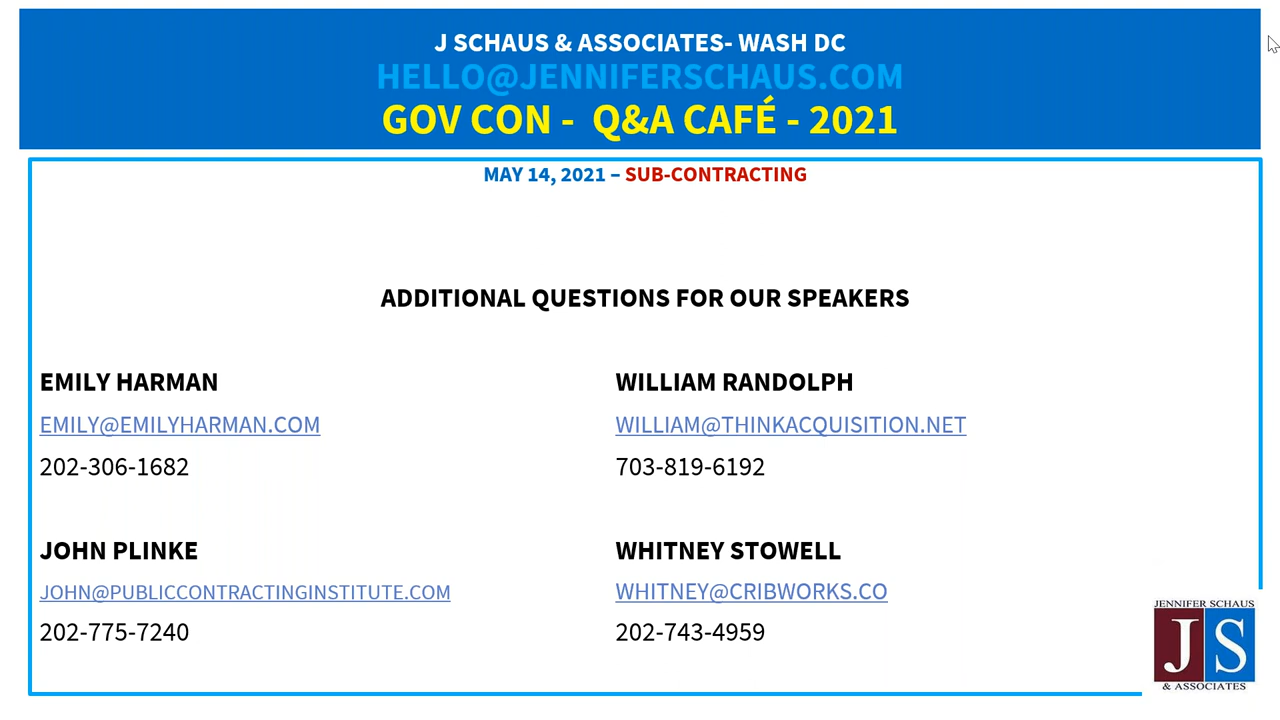 J SCHAUS & ASSOCIATES- WASH DC
HELLO@JENNIFERSCHAUS.COM
GOV CON - Q&A CAFÉ - 2021
MAY 14, 2021 – SUB-CONTRACTING
ADDITIONAL QUESTIONS FOR OUR SPEAKERS
EMILY HARMAN
EMILY@EMILYHARMAN.COM
202-306-1682
WILLIAM RANDOLPH
WILLIAM@THINKACQUISITION.NET
703-819-6192
JOHN PLINKE
JOHN@PUBLICCONTRACTINGINSTITUTE.COM
202-775-7240
WHITNEY STOWELL
WHITNEY@CRIBWORKS.CO
202-743-4959
JENNIFER SCHAUS
JS
& ASSOCIATES